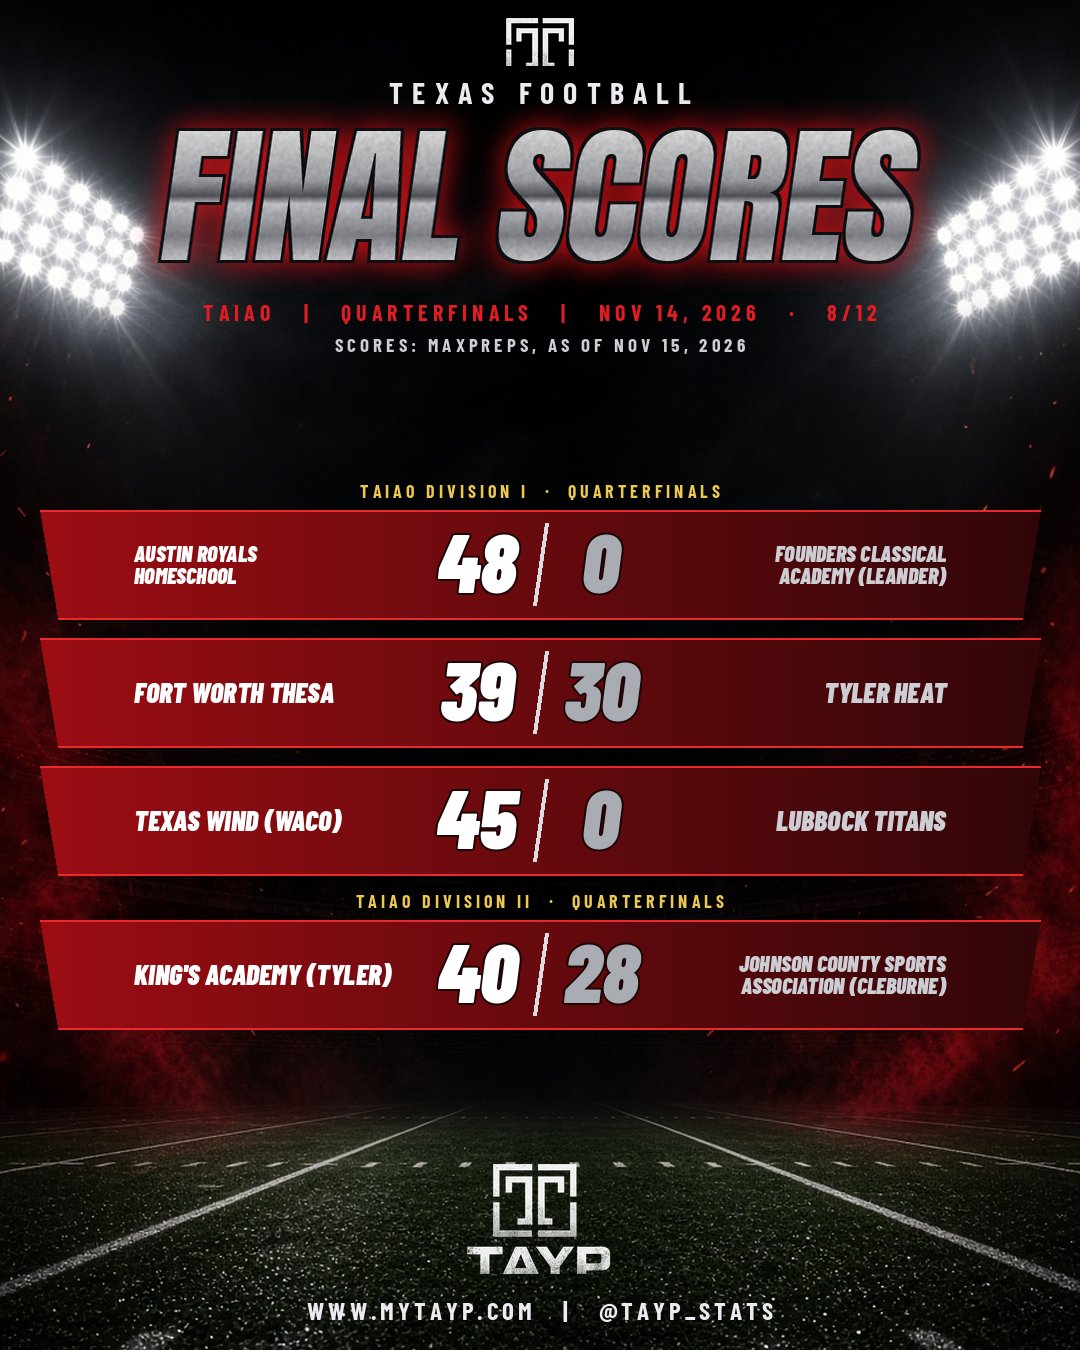 TEXAS FOOTBALL
FINAL SCORES
TAIAO | QUARTERFINALS | NOV 14, 2026 · 8/12
SCORES: MAXPREPS, AS OF NOV 15, 2026
TAIAO DIVISION I · QUARTERFINALS
AUSTIN ROYALS
HOMESCHOOL
48 / 0
FOUNDERS CLASSICAL
ACADEMY (LEANDER)
FORT WORTH THESA 39 / 30 TYLER HEAT
TEXAS WIND (WACO) 45 / 0 LUBBOCK TITANS
TAIAO DIVISION II · QUARTERFINALS
KING'S ACADEMY (TYLER) 40 / 28
JOHNSON COUNTY SPORTS
ASSOCIATION (CLEBURNE)
TAYP
WWW.MYTAYP.COM | @TAYP_STATS